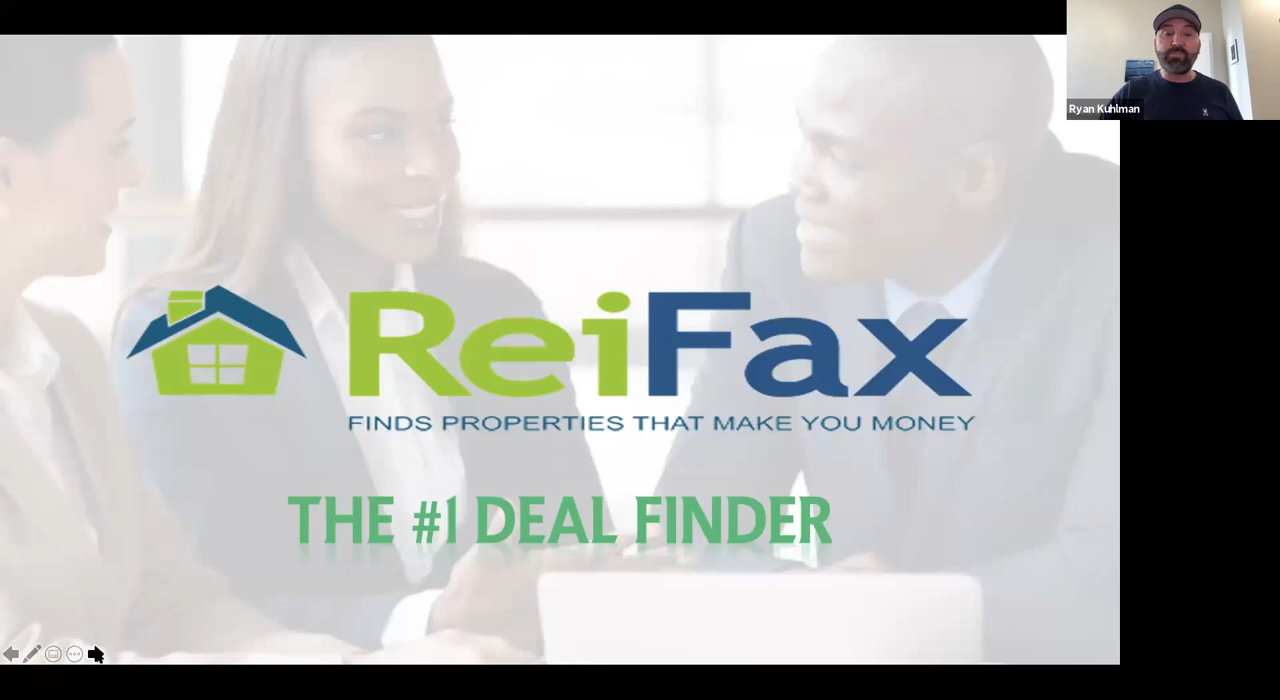 Ryan Kuhlman
ReiFax
FINDS PROPERTIES THAT MAKE YOU MONEY
THE #1 DEAL FINDER